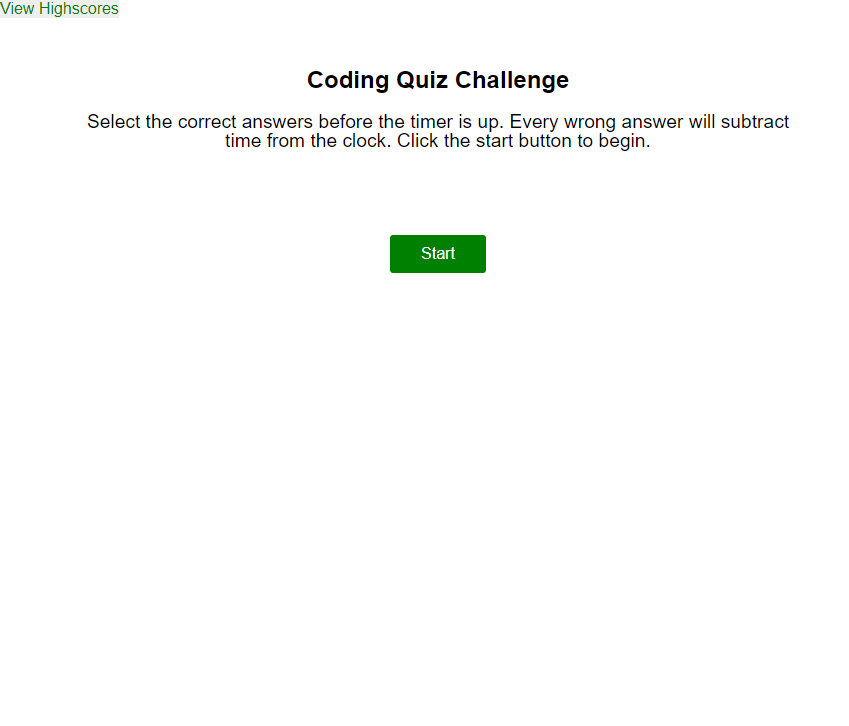 View Highscores
Coding Quiz Challenge
Select the correct answers before the timer is up. Every wrong answer will subtract
time from the clock. Click the start button to begin.
Start